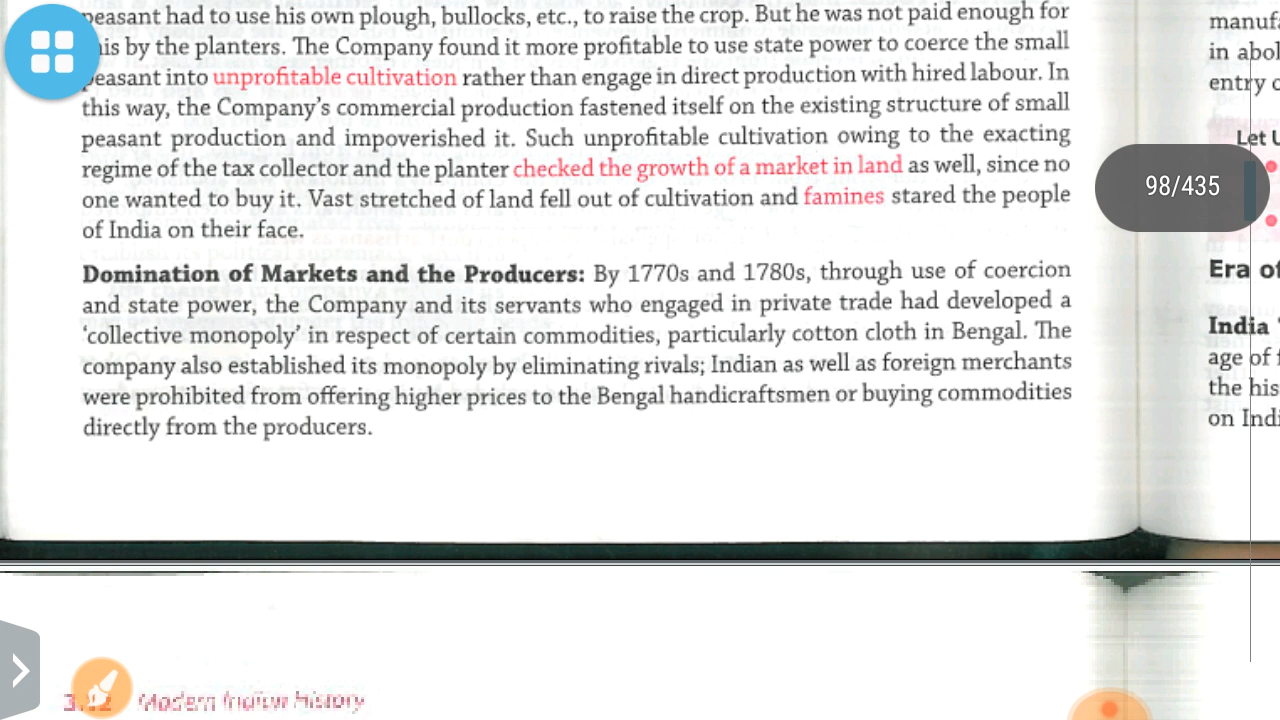 peasant had to use his own plough, bullocks, etc., to raise the crop. But he was not paid enough for
this by the planters. The Company found it more profitable to use state power to coerce the small
peasant into unprofitable cultivation rather than engage in direct production with hired labour. In
this way, the Company's commercial production fastened itself on the existing structure of small
peasant production and impoverished it. Such unprofitable cultivation owing to the exacting
regime of the tax collector and the planter checked the growth of a market in land as well, since no
one wanted to buy it. Vast stretched of land fell out of cultivation and famines stared the people
of India on their face.
Domination of Markets and the Producers: By 1770s and 1780s, through use of coercion
and state power, the Company and its servants who engaged in private trade had developed a
'collective monopoly' in respect of certain commodities, particularly cotton cloth in Bengal. The
company also established its monopoly by eliminating rivals; Indian as well as foreign merchants
were prohibited from offering higher prices to the Bengal handicraftsmen or buying commodities
directly from the producers.
Modern Indian History
in
entry
Let
98/435
Era of
India
age of
the his
on Indi